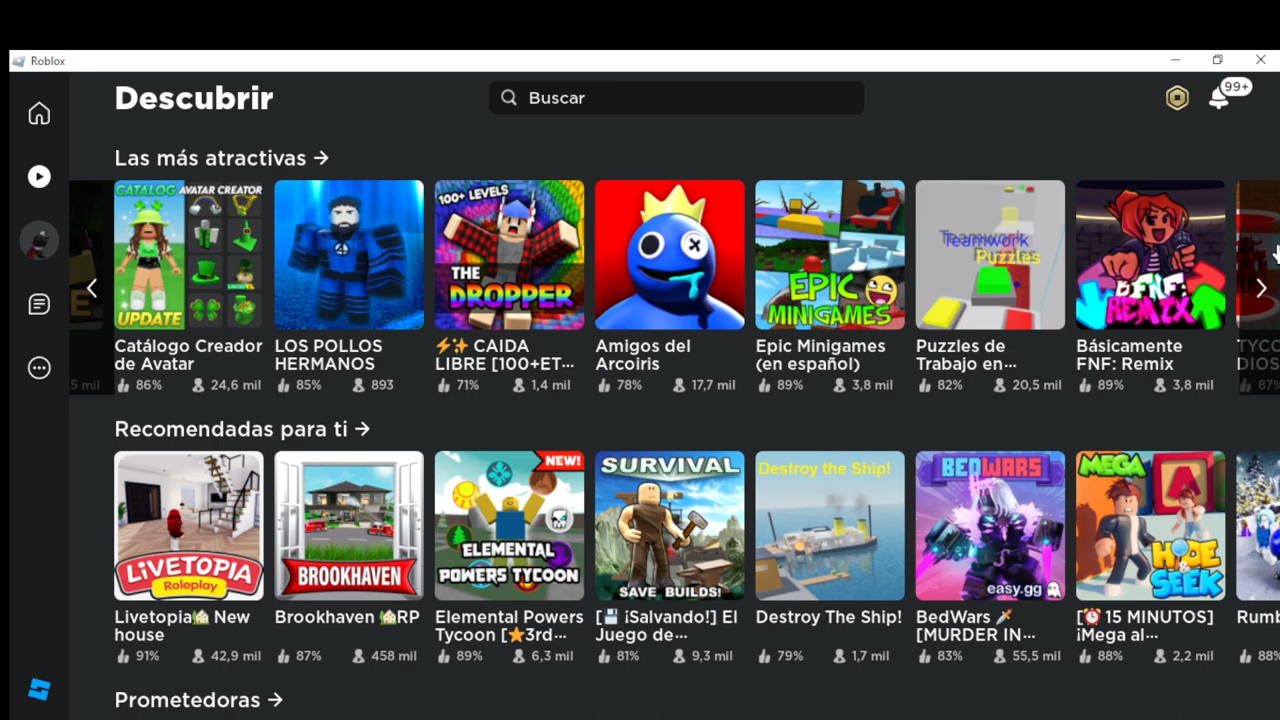 Roblox
Descubrir
Buscar
99+
Las más atractivas →
CATALOG AVATAR CREATOR
UPDATE
100+ LEVELS
THE
DROPPER
EPIC
MINIGAMES
Teamwork
Puzzles
FNF:
REMIX
Catálogo Creador
de Avatar
LOS POLLOS
HERMANOS
⚡✨ CAIDA
LIBRE [100+ET...
Amigos del
Arcoiris
Epic Minigames
(en español)
Puzzles de
Trabajo en...
Básicamente
FNF: Remix
TYCO
DIOS
5 mil
86% 24,6 mil
85% 893
71% 1,4 mil
78% 17,7 mil
89% 3,8 mil
82% 20,5 mil
89% 3,8 mil
87%
Recomendadas para ti →
LIVETOPIA
Roleplay
BROOKHAVEN
NEW!
ELEMENTAL
POWERS TYCOON
SURVIVAL
SAVE BUILDS!
Destroy the Ship!
BEDWARS
easy.gg
MEGA
A
HIDE
&
SEEK
Livetopia🏡 New
house
Brookhaven 🏡RP
Elemental Powers
Tycoon [⭐3rd...
[💾 ¡Salvando!] El
Juego de...
Destroy The Ship!
BedWars 🗡️
[MURDER IN...
[⏰ 15 MINUTOS]
¡Mega al...
Rumb
91% 42,9 mil
87% 458 mil
89% 6,3 mil
81% 9,3 mil
79% 1,7 mil
83% 55,5 mil
88% 2,2 mil
88%
Prometedoras →